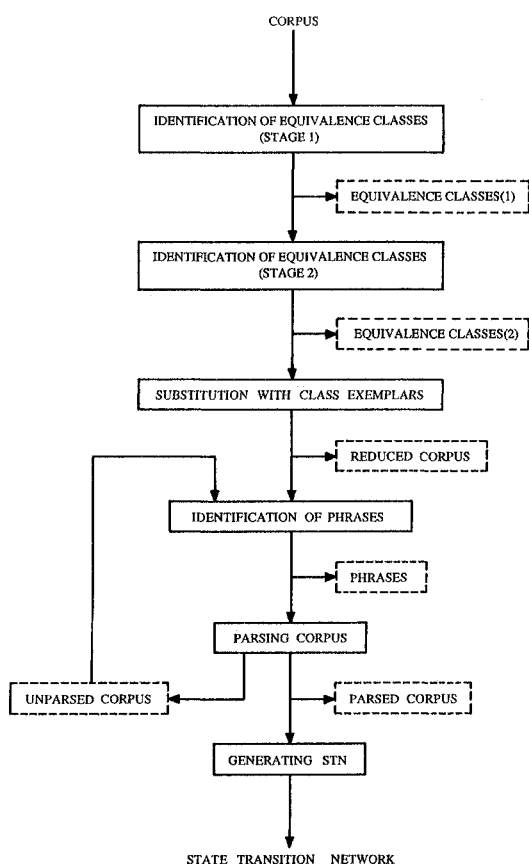 CORPUS
IDENTIFICATION OF EQUIVALENCE CLASSES
(STAGE 1)
EQUIVALENCE CLASSES(1)
IDENTIFICATION OF EQUIVALENCE CLASSES
(STAGE 2)
EQUIVALENCE CLASSES(2)
SUBSTITUTION WITH CLASS EXEMPLARS
REDUCED CORPUS
IDENTIFICATION OF PHRASES
PHRASES
PARSING CORPUS
UNPARSED CORPUS
PARSED CORPUS
GENERATING STN
STATE TRANSITION NETWORK